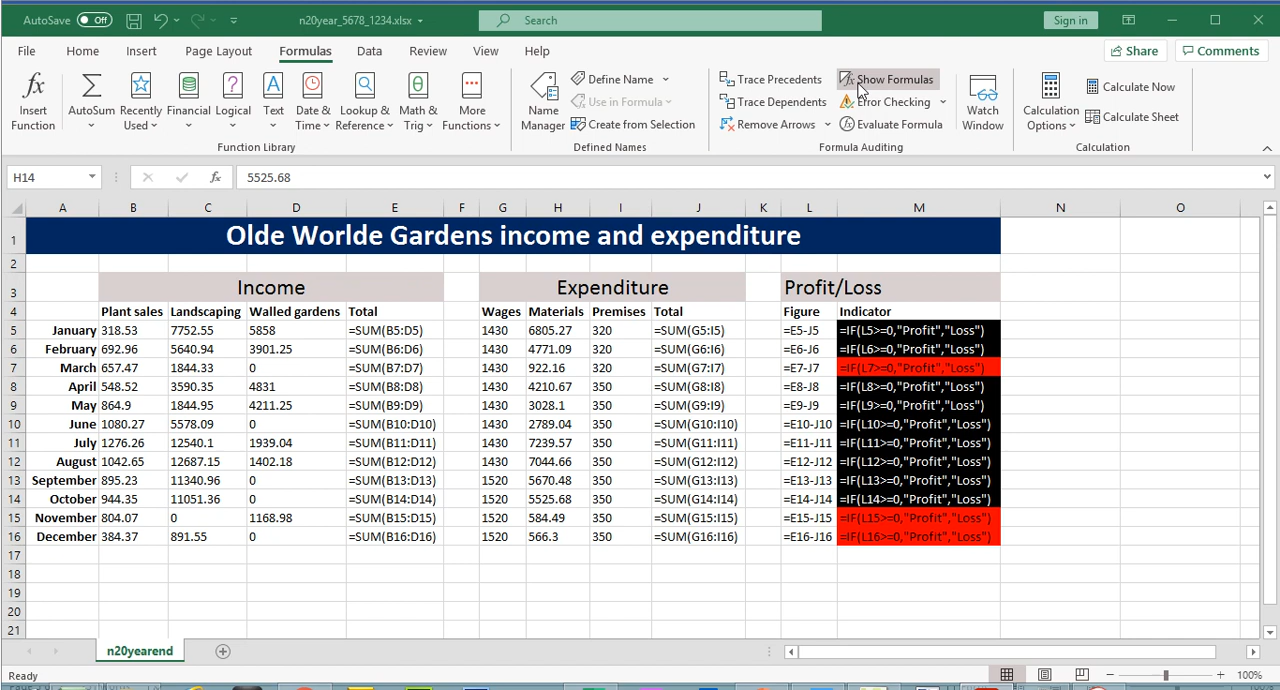 AutoSave Off n20year_5678_1234.xlsx Search Sign in
File Home Insert Page Layout Formulas Data Review View Help Share Comments
Insert Function AutoSum Recently Used Financial Logical Text Date & Time Lookup & Reference Math & Trig More Functions Name Manager Define Name Use in Formula Create from Selection Trace Precedents Trace Dependents Remove Arrows Show Formulas Error Checking Evaluate Formula Watch Window Calculation Options Calculate Now Calculate Sheet
Function Library Defined Names Formula Auditing Calculation
H14 fx 5525.68
A B C D E F G H I J K L M N O
1 Olde Worlde Gardens income and expenditure
2
3 Income Expenditure Profit/Loss
4 Plant sales Landscaping Walled gardens Total Wages Materials Premises Total Figure Indicator
5 January 318.53 7752.55 5858 =SUM(B5:D5) 1430 6805.27 320 =SUM(G5:I5) =E5-J5 =IF(L5>=0,"Profit","Loss")
6 February 692.96 5640.94 3901.25 =SUM(B6:D6) 1430 4771.09 320 =SUM(G6:I6) =E6-J6 =IF(L6>=0,"Profit","Loss")
7 March 657.47 1844.33 0 =SUM(B7:D7) 1430 922.16 320 =SUM(G7:I7) =E7-J7 =IF(L7>=0,"Profit","Loss")
8 April 548.52 3590.35 4831 =SUM(B8:D8) 1430 4210.67 350 =SUM(G8:I8) =E8-J8 =IF(L8>=0,"Profit","Loss")
9 May 864.9 1844.95 4211.25 =SUM(B9:D9) 1430 3028.1 350 =SUM(G9:I9) =E9-J9 =IF(L9>=0,"Profit","Loss")
10 June 1080.27 5578.09 0 =SUM(B10:D10) 1430 2789.04 350 =SUM(G10:I10) =E10-J10 =IF(L10>=0,"Profit","Loss")
11 July 1276.26 12540.1 1939.04 =SUM(B11:D11) 1430 7239.57 350 =SUM(G11:I11) =E11-J11 =IF(L11>=0,"Profit","Loss")
12 August 1042.65 12687.15 1402.18 =SUM(B12:D12) 1430 7044.66 350 =SUM(G12:I12) =E12-J12 =IF(L12>=0,"Profit","Loss")
13 September 895.23 11340.96 0 =SUM(B13:D13) 1520 5670.48 350 =SUM(G13:I13) =E13-J13 =IF(L13>=0,"Profit","Loss")
14 October 944.35 11051.36 0 =SUM(B14:D14) 1520 5525.68 350 =SUM(G14:I14) =E14-J14 =IF(L14>=0,"Profit","Loss")
15 November 804.07 0 1168.98 =SUM(B15:D15) 1520 584.49 350 =SUM(G15:I15) =E15-J15 =IF(L15>=0,"Profit","Loss")
16 December 384.37 891.55 0 =SUM(B16:D16) 1520 566.3 350 =SUM(G16:I16) =E16-J16 =IF(L16>=0,"Profit","Loss")
17
18
19
20
21
n20yearend
Ready 100%